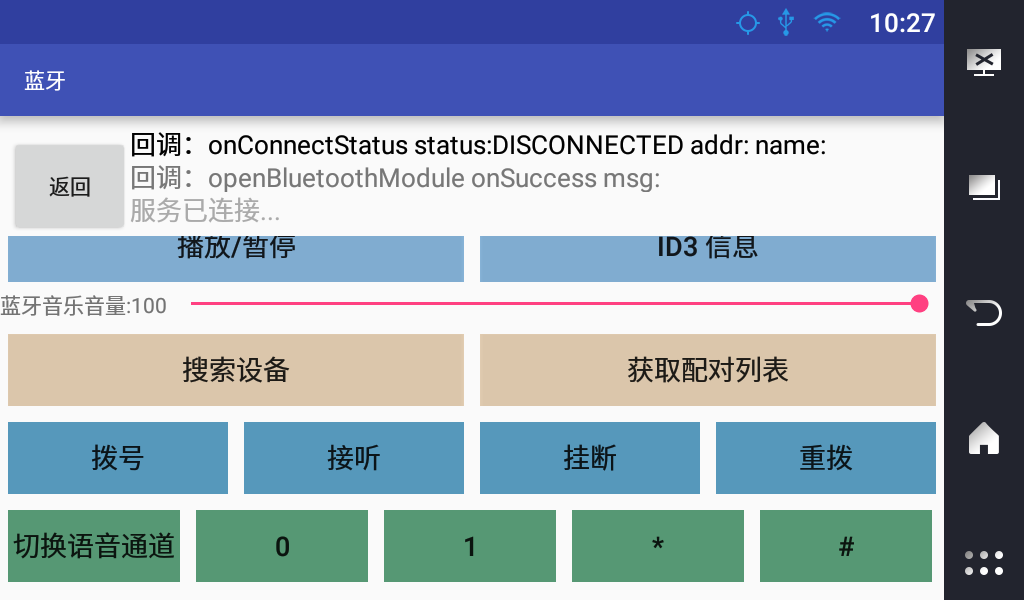 10:27
蓝牙
返回
回调：onConnectStatus status:DISCONNECTED addr: name:
回调：openBluetoothModule onSuccess msg:
服务已连接...
播放/暂停
ID3 信息
蓝牙音乐音量:100
搜索设备
获取配对列表
拨号
接听
挂断
重拨
切换语音通道
0
1
*
#